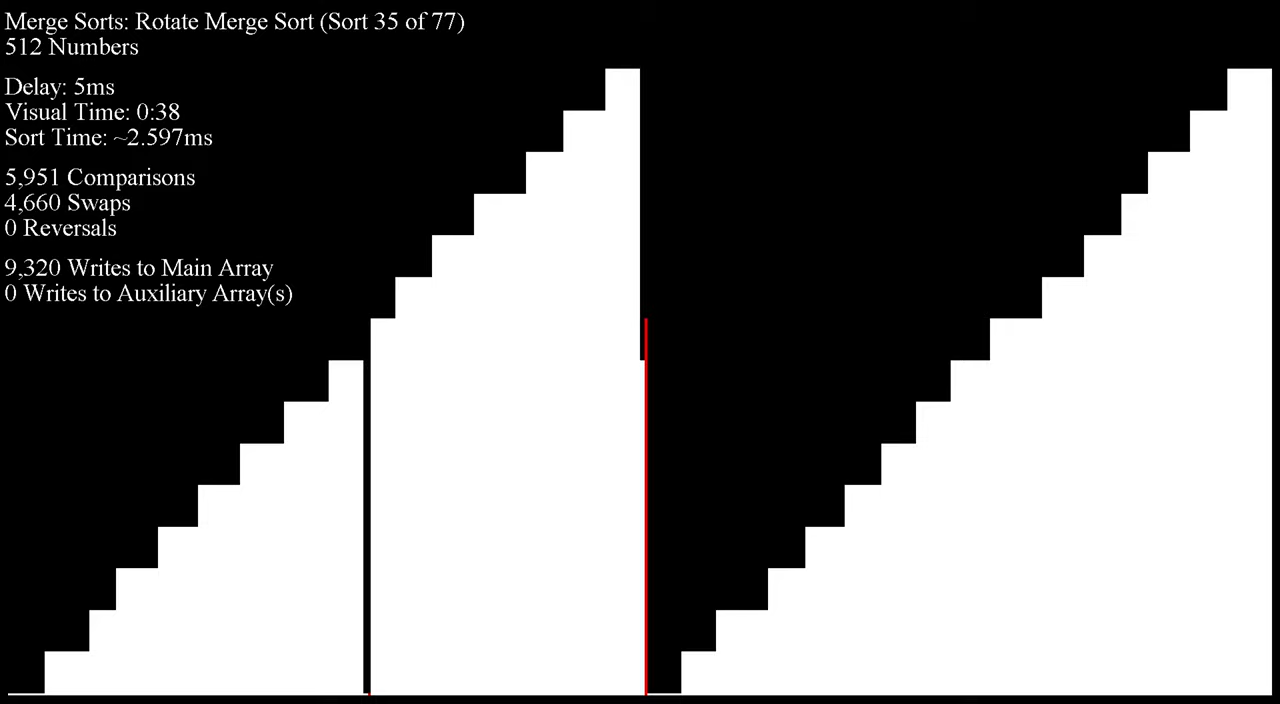 Merge Sorts: Rotate Merge Sort (Sort 35 of 77)
512 Numbers
Delay: 5ms
Visual Time: 0:38
Sort Time: ~2.597ms
5,951 Comparisons
4,660 Swaps
0 Reversals
9,320 Writes to Main Array
0 Writes to Auxiliary Array(s)